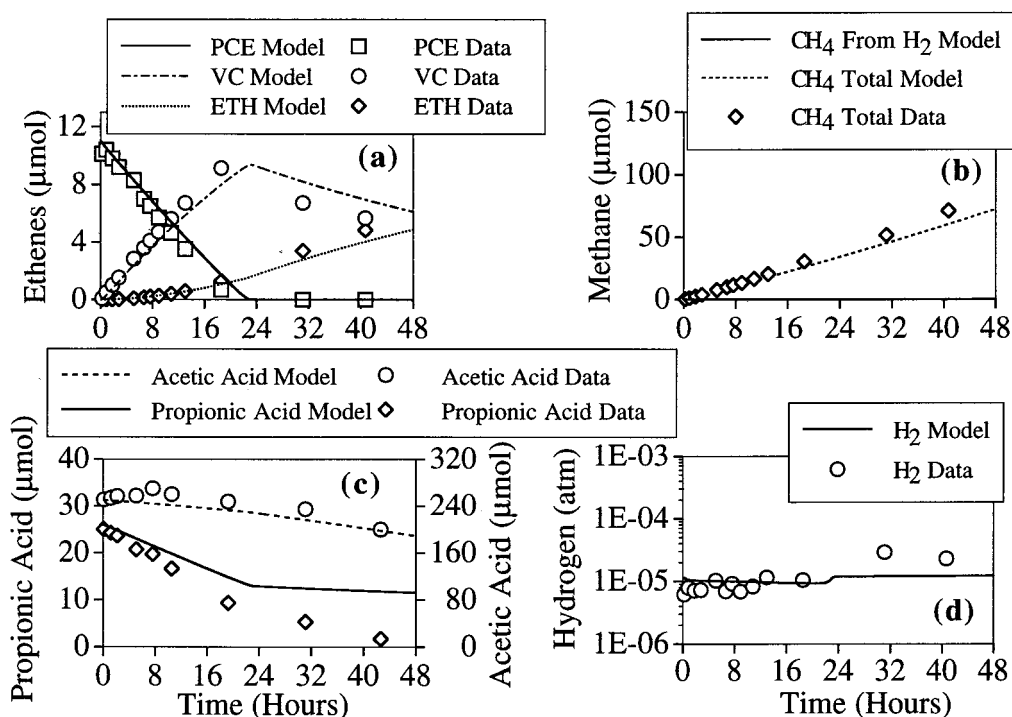 PCE Model PCE Data
VC Model VC Data
ETH Model ETH Data
12
8
4
0
Ethenes (µmol)
(a)
0 8 16 24 32 40 48
CH4 From H2 Model
CH4 Total Model
CH4 Total Data
150
100
50
0
Methane (µmol)
(b)
0 8 16 24 32 40 48
Acetic Acid Model Acetic Acid Data
Propionic Acid Model Propionic Acid Data
40
30
20
10
0
Propionic Acid (µmol)
(c)
320
240
160
80
0
Acetic Acid (µmol)
0 8 16 24 32 40 48
Time (Hours)
H2 Model
H2 Data
1E-03
1E-04
1E-05
1E-06
Hydrogen (atm)
(d)
0 8 16 24 32 40 48
Time (Hours)